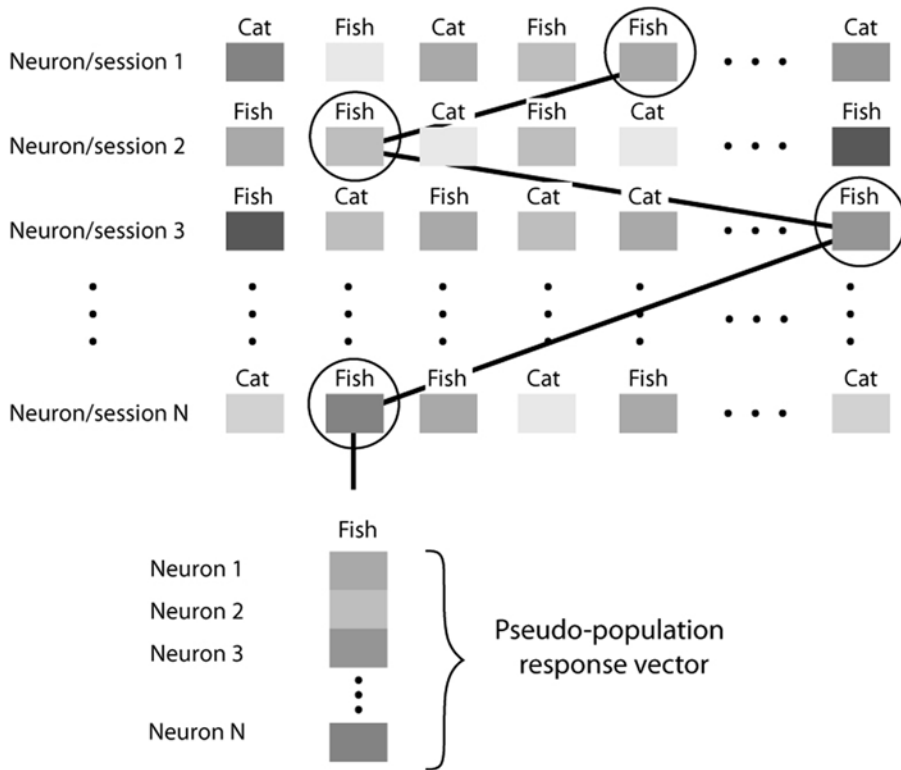 Cat Fish Cat Fish Fish Cat
Neuron/session 1
Fish Fish Cat Fish Cat Fish
Neuron/session 2
Fish Cat Fish Cat Cat Fish
Neuron/session 3
Cat Fish Fish Cat Fish Cat
Neuron/session N
Fish
Neuron 1
Neuron 2
Neuron 3
Neuron N
Pseudo-population
response vector